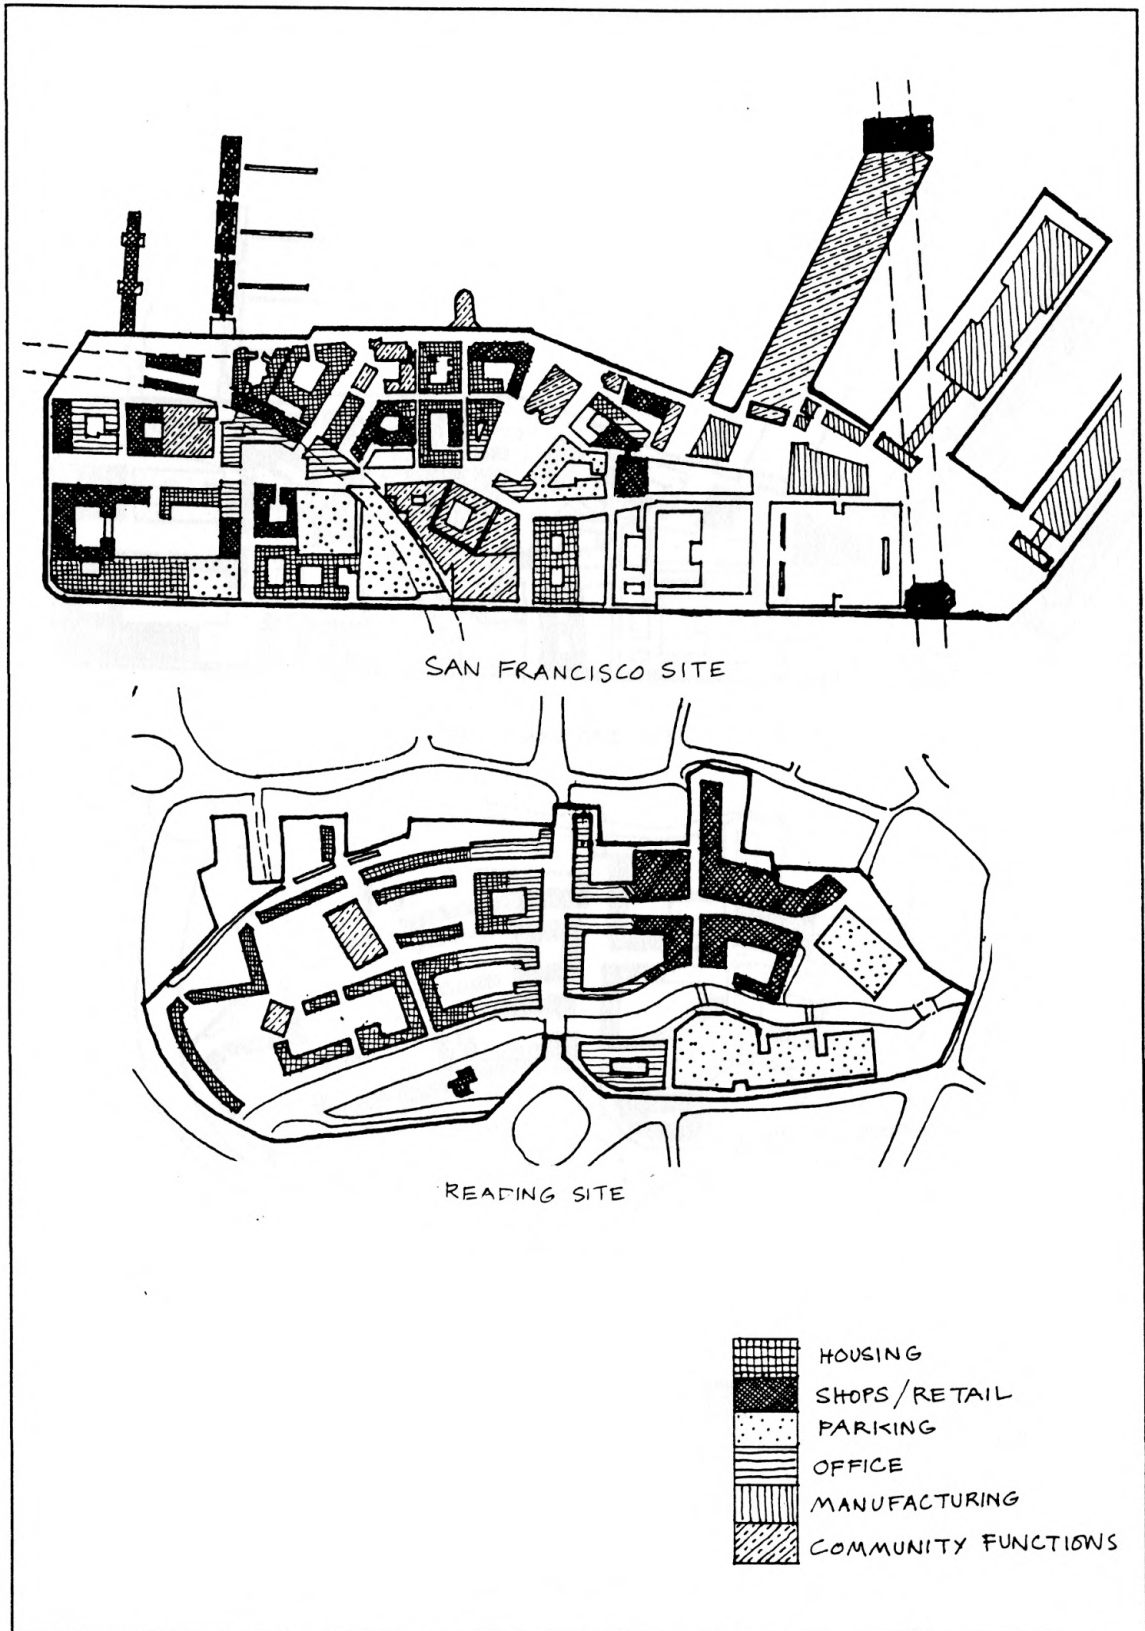 SAN FRANCISCO SITE
READING SITE
HOUSING
SHOPS/RETAIL
PARKING
OFFICE
MANUFACTURING
COMMUNITY FUNCTIONS